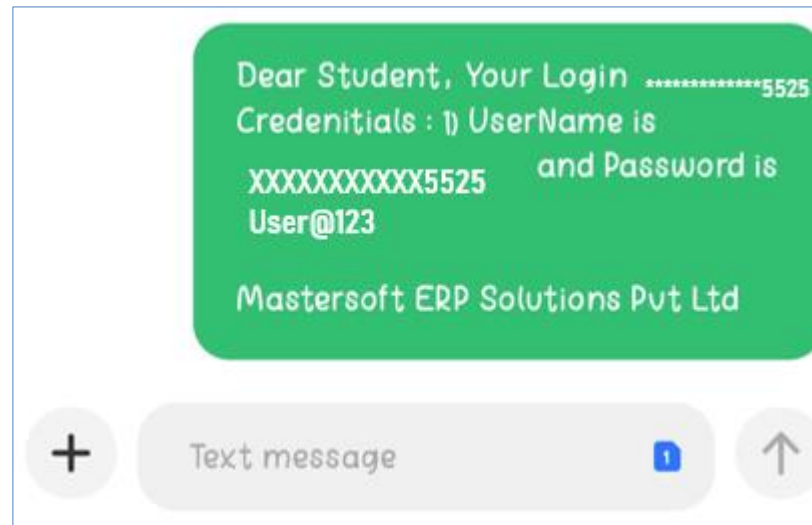 Dear Student, Your Login *************5525
Credenitials : 1) UserName is
XXXXXXXXXXX5525 and Password is
User@123
Mastersoft ERP Solutions Pvt Ltd
Text message
1